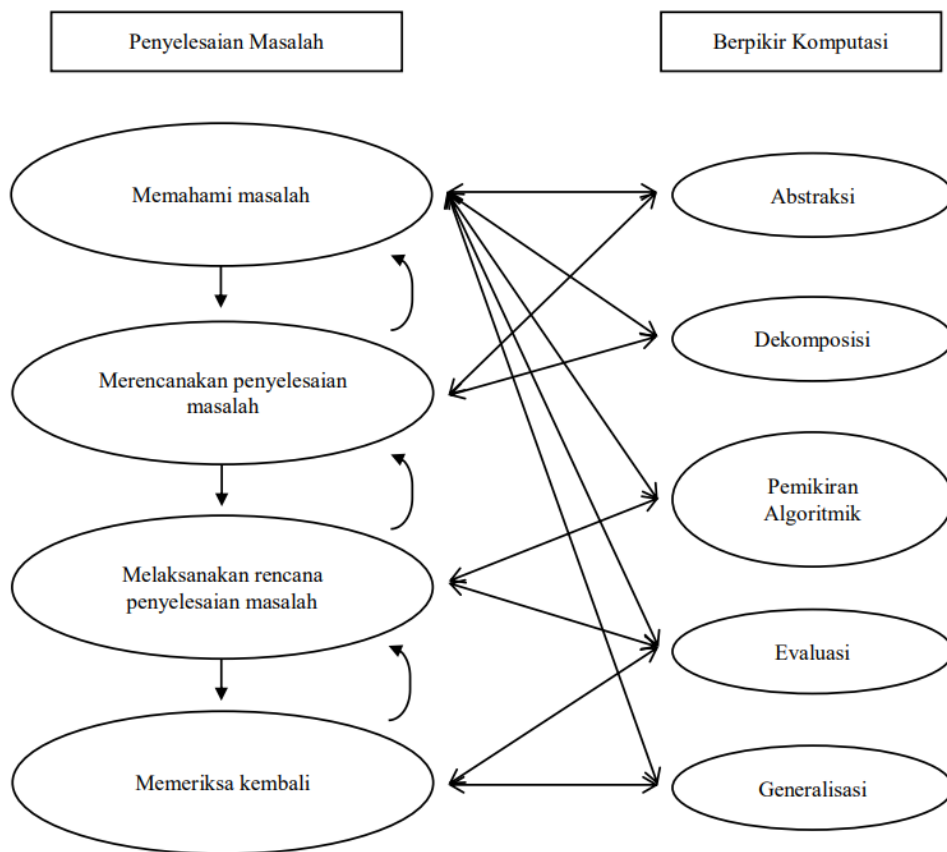 Penyelesaian Masalah
Berpikir Komputasi
Memahami masalah
Abstraksi
Dekomposisi
Merencanakan penyelesaian
masalah
Pemikiran
Algoritmik
Melaksanakan rencana
penyelesaian masalah
Evaluasi
Memeriksa kembali
Generalisasi